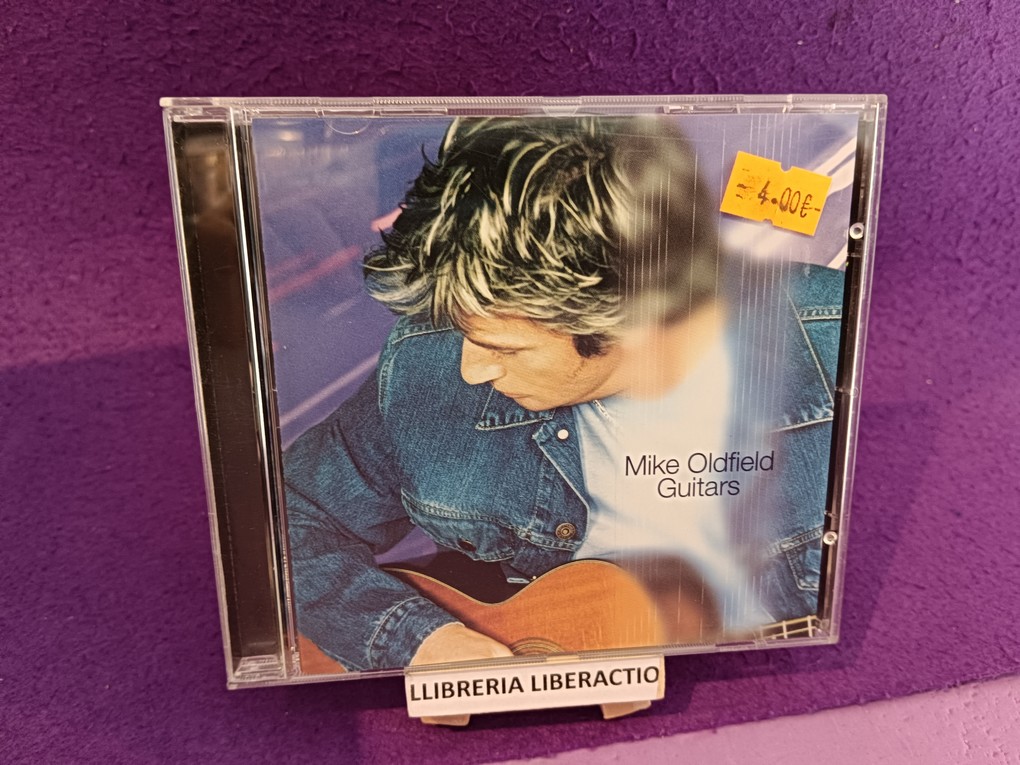 -4.00€-
Mike Oldfield
Guitars
LLIBRERIA LIBERACTIO